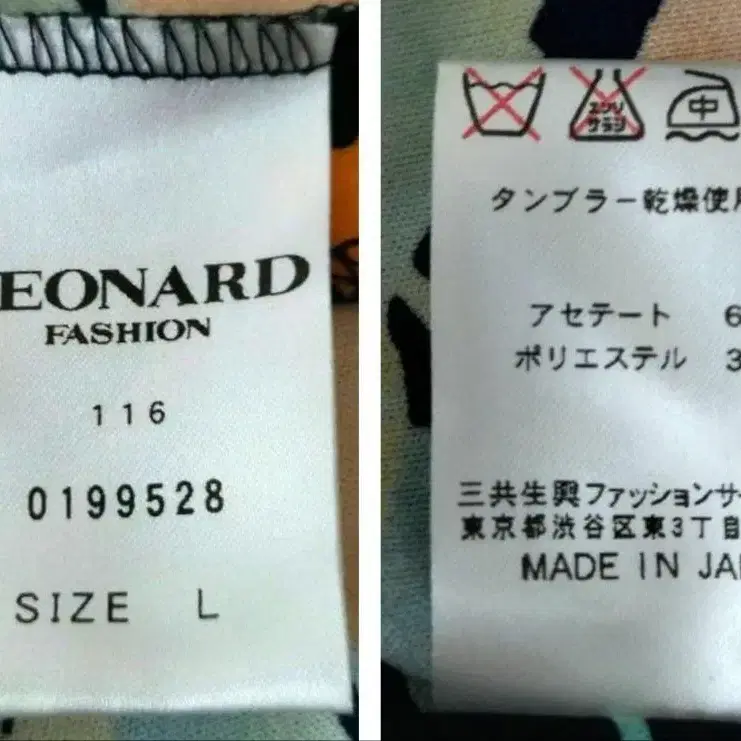 EONARD
FASHION
116
0199528
SIZE L
エンソ
サラシ
中
タンブラー乾燥使用
アセテート 6
ポリエステル 3
三共生興ファッションサー
東京都渋谷区東3丁目
MADE IN JA